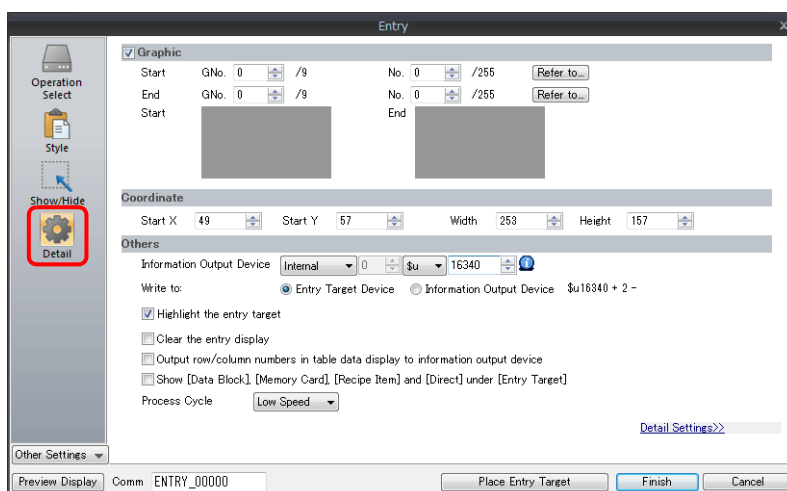 Entry
Operation
Select
Style
Show/Hide
Detail
Graphic
Start GNo. 0 /9 No. 0 /255 Refer to...
End GNo. 0 /9 No. 0 /255 Refer to...
Start End
Coordinate
Start X 49 Start Y 57 Width 253 Height 157
Others
Information Output Device Internal 0 $u 16340
Write to: Entry Target Device Information Output Device $u16340 + 2 -
Highlight the entry target
Clear the entry display
Output row/column numbers in table data display to information output device
Show [Data Block], [Memory Card], [Recipe Item] and [Direct] under [Entry Target]
Process Cycle Low Speed
Detail Settings>>
Other Settings
Preview Display Comm ENTRY_00000 Place Entry Target Finish Cancel